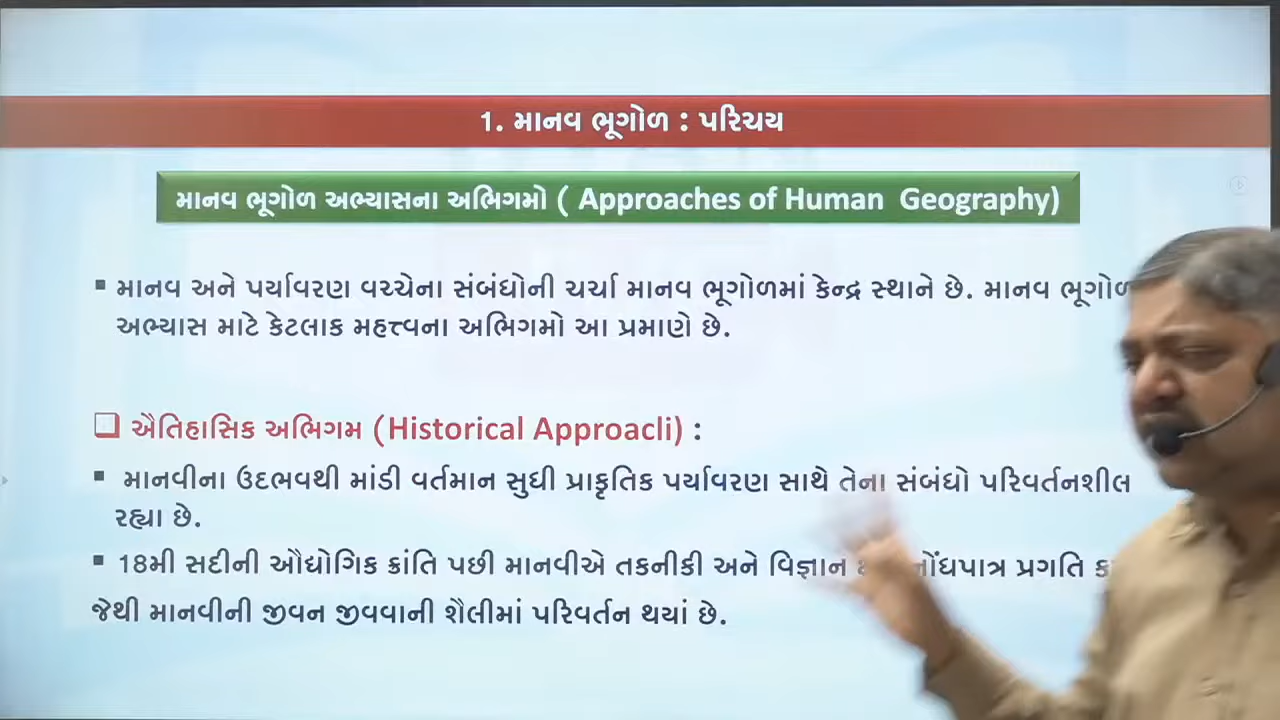 1. માનવ ભૂગોળ : પરિચય
માનવ ભૂગોળ અભ્યાસના અભિગમો ( Approaches of Human Geography)
▪ માનવ અને પર્યાવરણ વચ્ચેના સંબંધોની ચર્ચા માનવ ભૂગોળમાં કેન્દ્ર સ્થાને છે. માનવ
અભ્યાસ માટે કેટલાક મહત્ત્વના અભિગમો આ પ્રમાણે છે.
❑ ઐતિહાસિક અભિગમ (Historical Approacli) :
▪ માનવીના ઉદભવથી માંડી વર્તમાન સુધી પ્રાકૃતિક પર્યાવરણ સાથે તેના સંબંધો પરિવર્તનશીલ
રહ્યા છે.
▪ 18મી સદીની ઔદ્યોગિક ક્રાંતિ પછી માનવીએ તકનીકી અને વિજ્ઞાન પ્રગતિ
જેથી માનવીની જીવન જીવવાની શૈલીમાં પરિવર્તન થયાં છે.